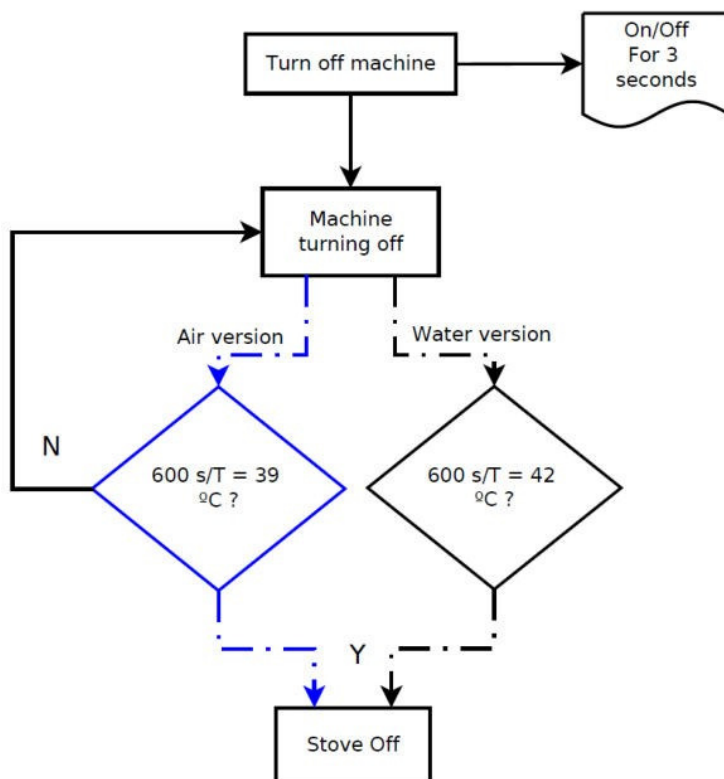 Turn off machine
On/Off
For 3
seconds
Machine
turning off
Air version
Water version
N
600 s/T = 39
ºC ?
600 s/T = 42
ºC ?
Y
Stove Off